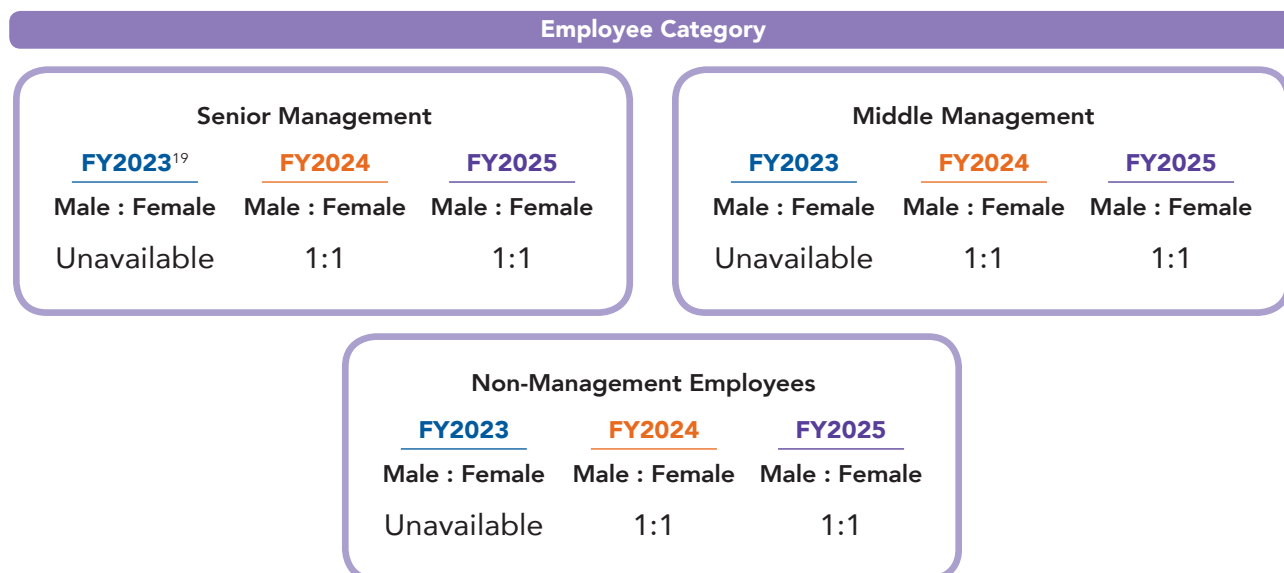 Employee Category
Senior Management
FY2023¹⁹ FY2024 FY2025
Male : Female Male : Female Male : Female
Unavailable 1:1 1:1
Middle Management
FY2023 FY2024 FY2025
Male : Female Male : Female Male : Female
Unavailable 1:1 1:1
Non-Management Employees
FY2023 FY2024 FY2025
Male : Female Male : Female Male : Female
Unavailable 1:1 1:1